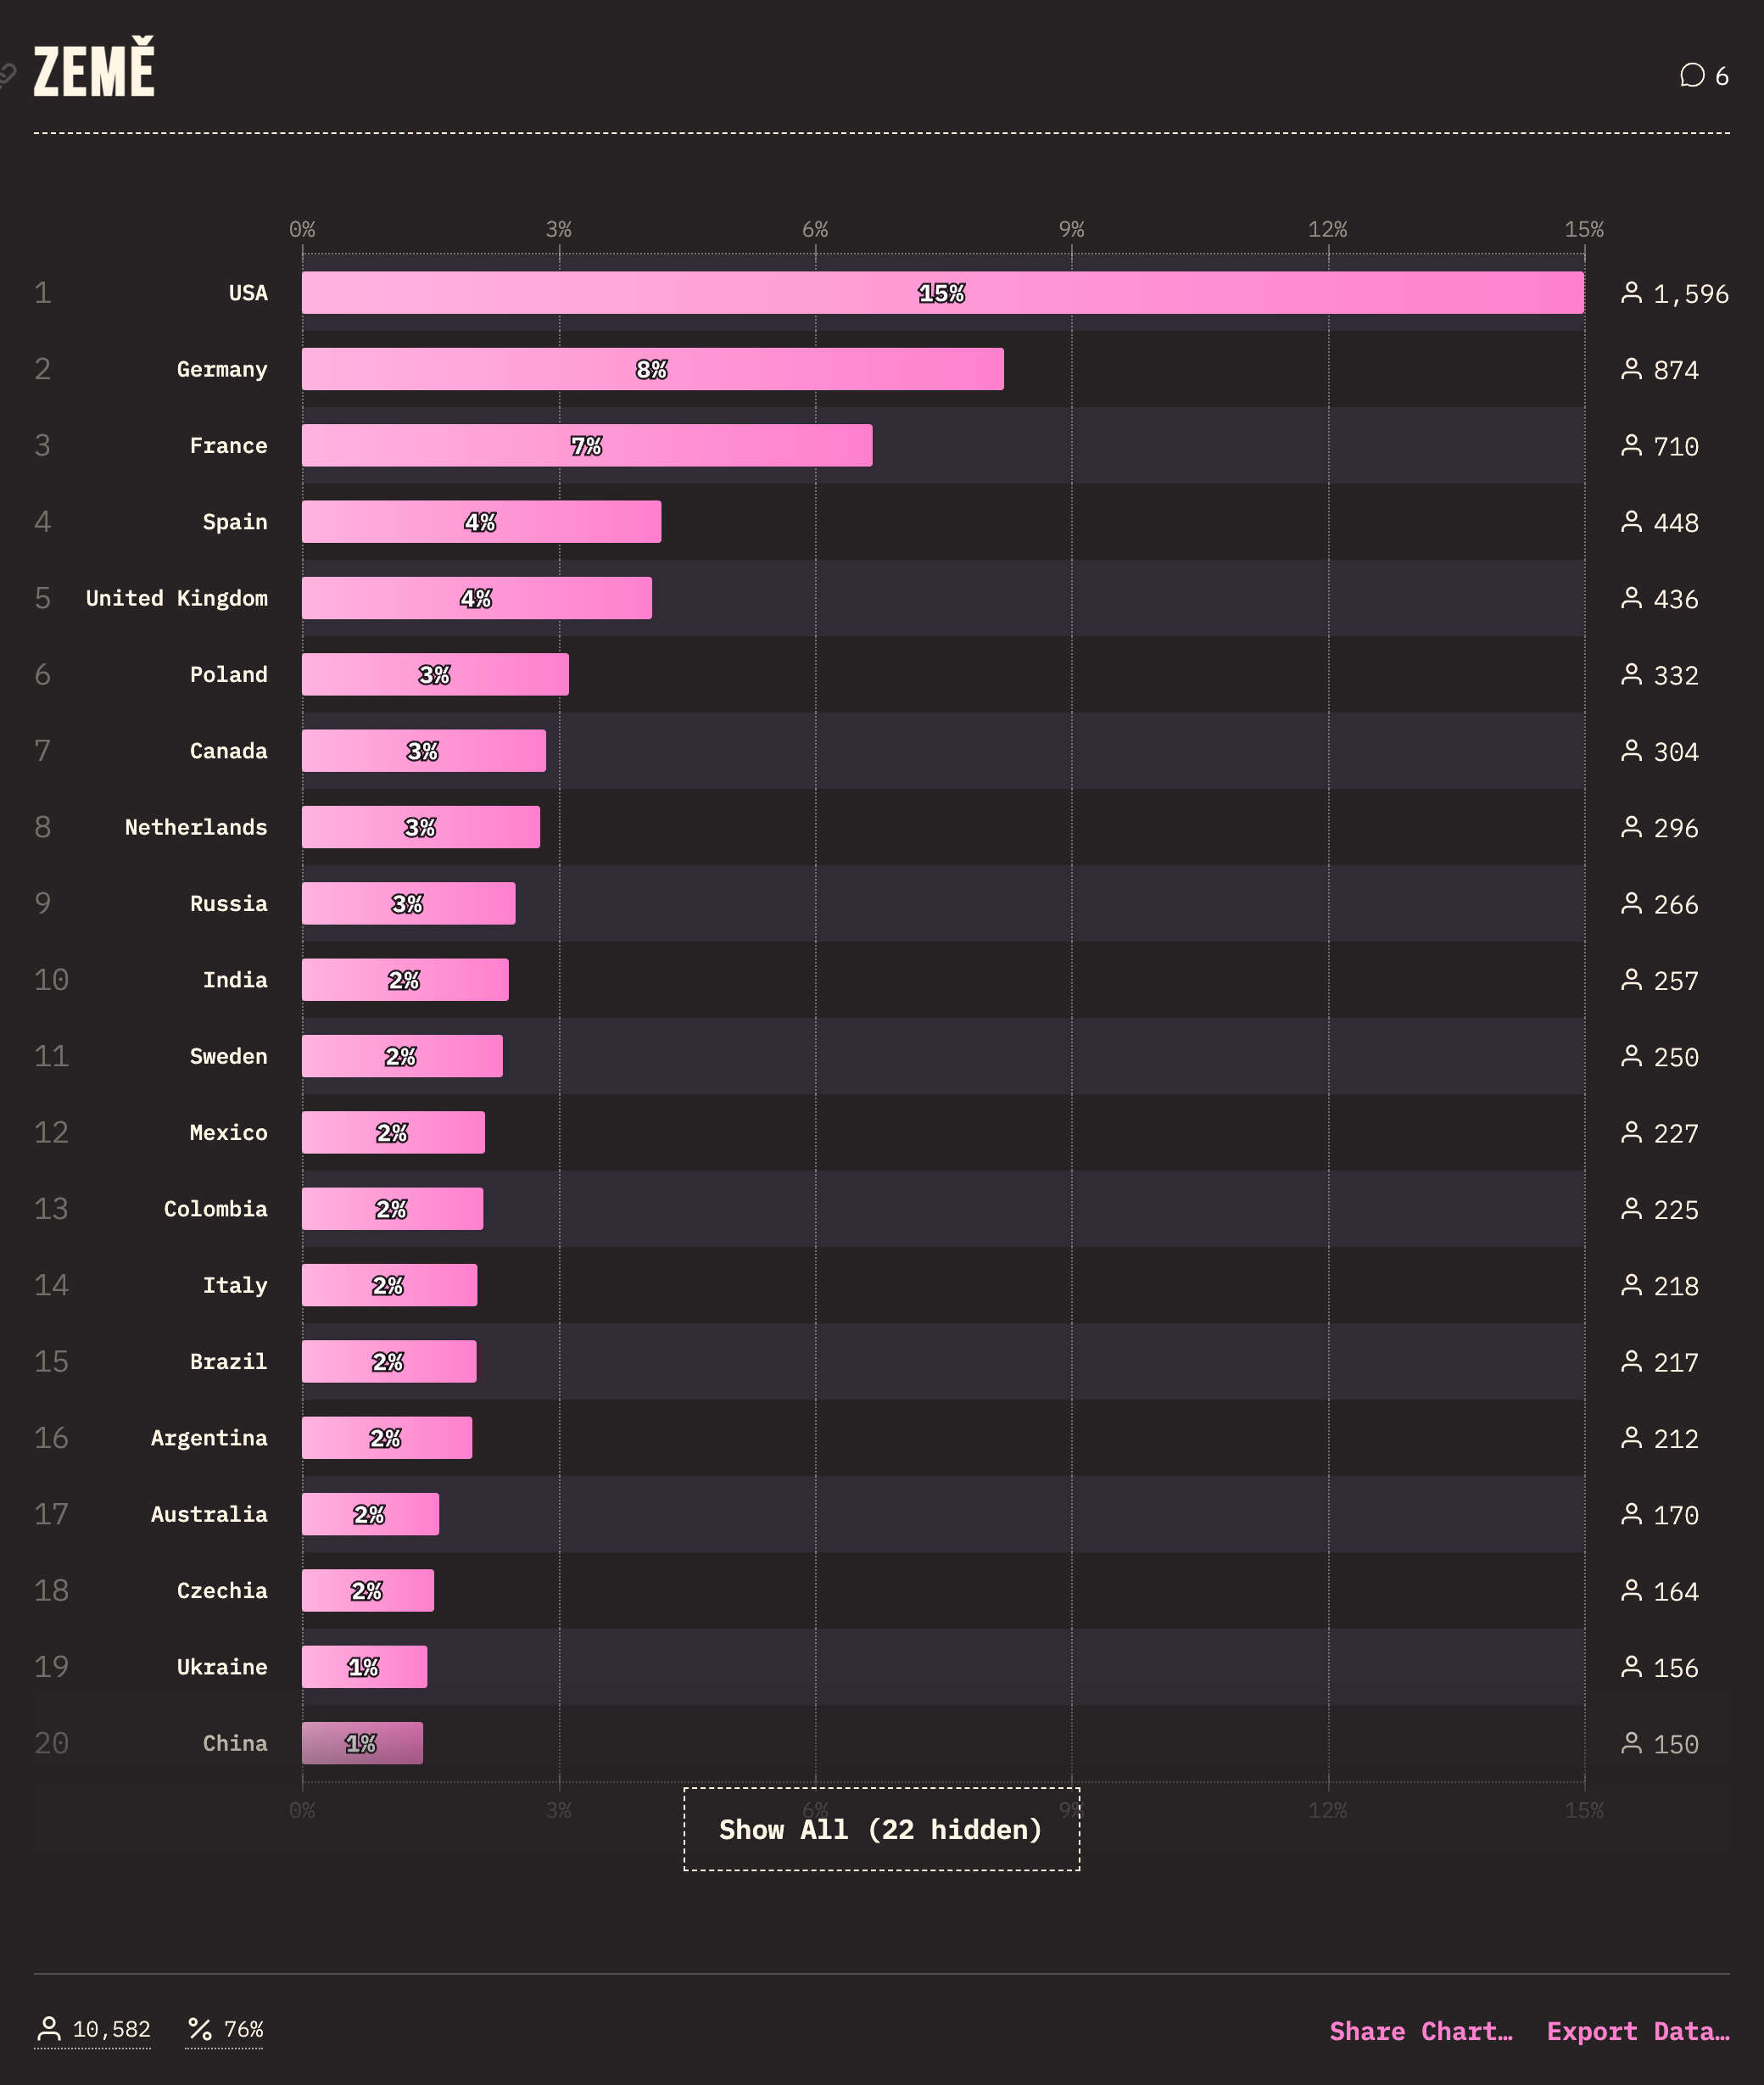 ZEMĚ
6
0% 3% 6% 9% 12% 15%
1 USA 15% 1,596
2 Germany 8% 874
3 France 7% 710
4 Spain 4% 448
5 United Kingdom 4% 436
6 Poland 3% 332
7 Canada 3% 304
8 Netherlands 3% 296
9 Russia 3% 266
10 India 2% 257
11 Sweden 2% 250
12 Mexico 2% 227
13 Colombia 2% 225
14 Italy 2% 218
15 Brazil 2% 217
16 Argentina 2% 212
17 Australia 2% 170
18 Czechia 2% 164
19 Ukraine 1% 156
20 China 1% 150
0% 3% 6% 9% 12% 15%
Show All (22 hidden)
10,582 % 76% Share Chart… Export Data…